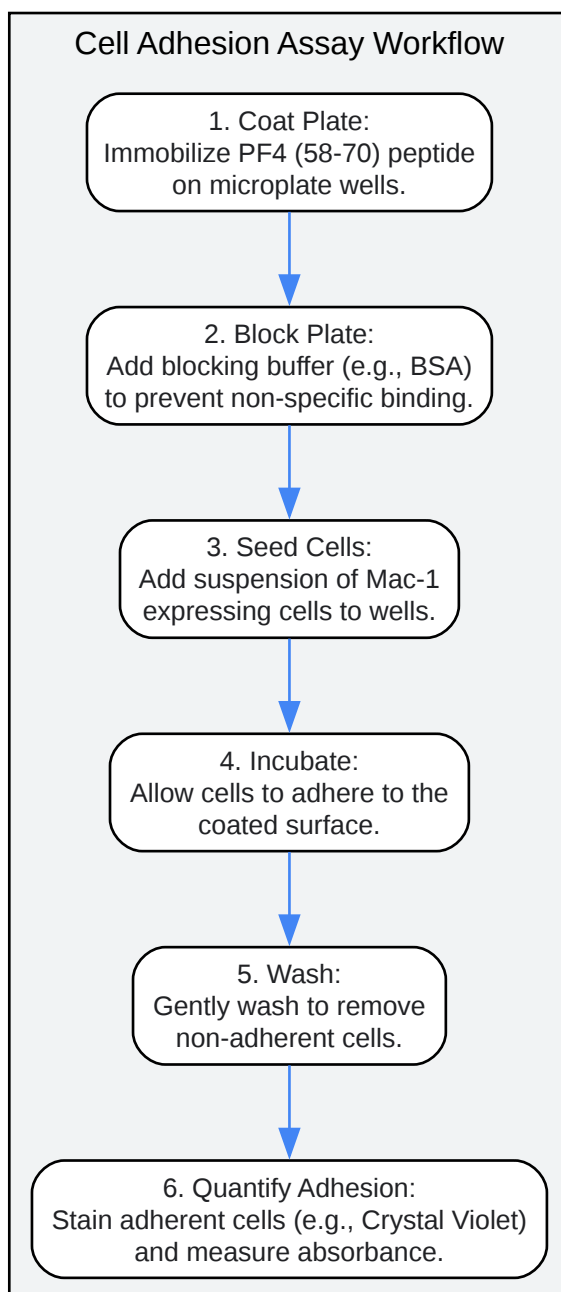 Cell Adhesion Assay Workflow
1. Coat Plate:
Immobilize PF4 (58-70) peptide
on microplate wells.
2. Block Plate:
Add blocking buffer (e.g., BSA)
to prevent non-specific binding.
3. Seed Cells:
Add suspension of Mac-1
expressing cells to wells.
4. Incubate:
Allow cells to adhere to the
coated surface.
5. Wash:
Gently wash to remove
non-adherent cells.
6. Quantify Adhesion:
Stain adherent cells (e.g., Crystal Violet)
and measure absorbance.